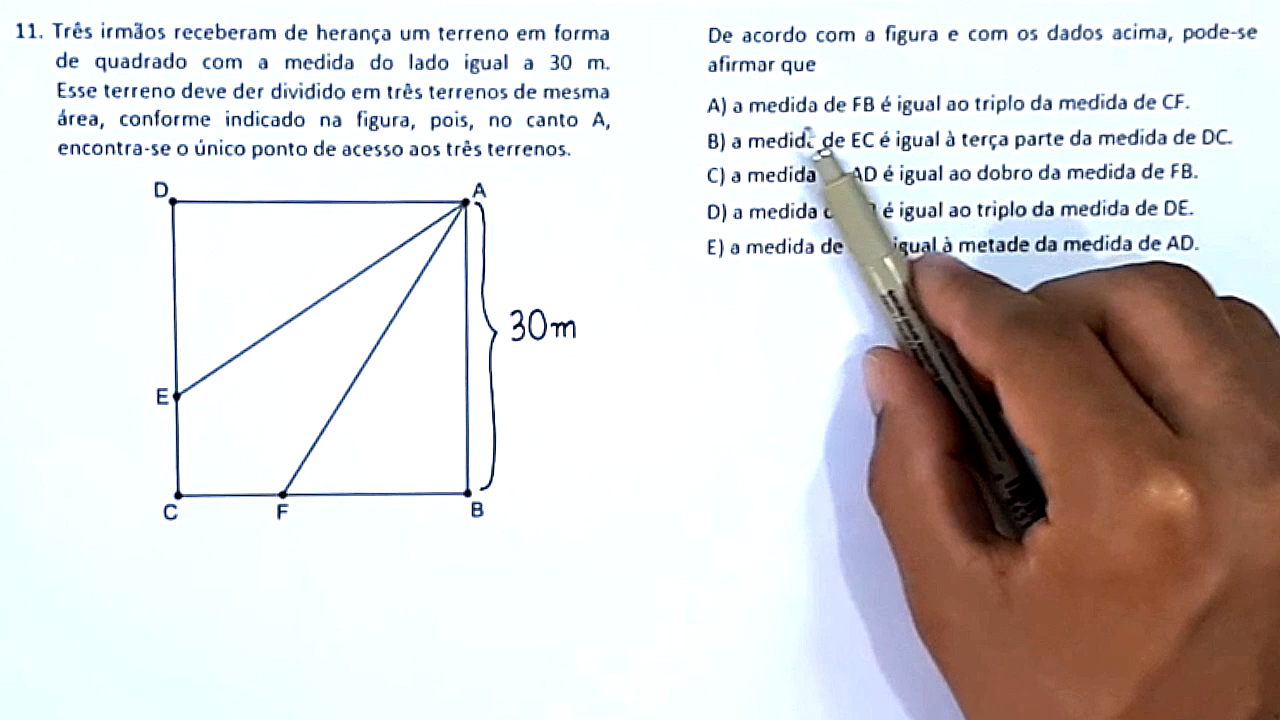 11. Três irmãos receberam de herança um terreno em forma
de quadrado com a medida do lado igual a 30 m.
Esse terreno deve der dividido em três terrenos de mesma
área, conforme indicado na figura, pois, no canto A,
encontra-se o único ponto de acesso aos três terrenos.
D A
30m
E
C F B
De acordo com a figura e com os dados acima, pode-se
afirmar que
A) a medida de FB é igual ao triplo da medida de CF.
B) a medida de EC é igual à terça parte da medida de DC.
C) a medida AD é igual ao dobro da medida de FB.
D) a medida é igual ao triplo da medida de DE.
E) a medida de igual à metade da medida de AD.